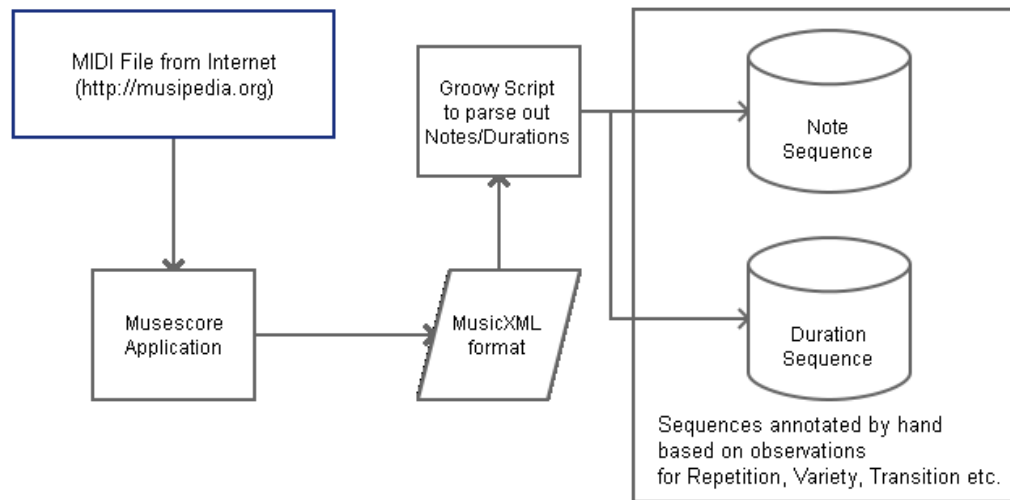 MIDI File from Internet
(http://musipedia.org)
Groovy Script
to parse out
Notes/Durations
Note
Sequence
Musescore
Application
MusicXML
format
Duration
Sequence
Sequences annotated by hand
based on observations
for Repetition, Variety, Transition etc.